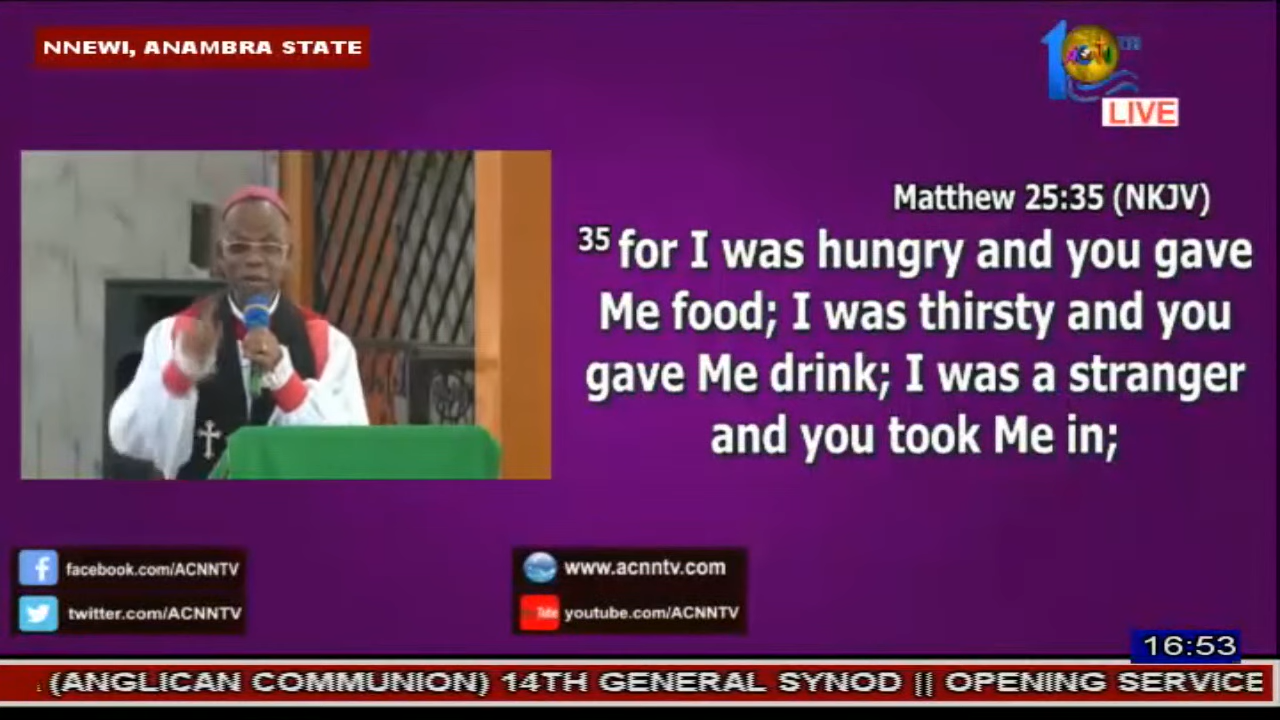 NNEWI, ANAMBRA STATE
LIVE
Matthew 25:35 (NKJV)
35 for I was hungry and you gave
Me food; I was thirsty and you
gave Me drink; I was a stranger
and you took Me in;
facebook.com/ACNNTV
www.acnntv.com
twitter.com/ACNNTV
youtube.com/ACNNTV
16:53
(ANGLICAN COMMUNION) 14TH GENERAL SYNOD || OPENING SERVICE